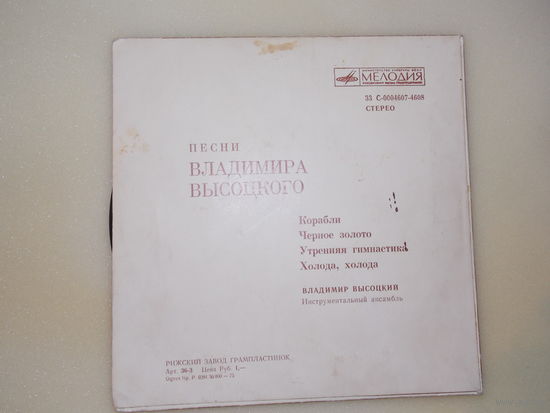 МЕЛОДИЯ
33 С-0004607-4608
СТЕРЕО
ПЕСНИ
ВЛАДИМИРА
ВЫСОЦКОГО
Корабли
Черное золото
Утренняя гимнастика
Холода, холода
ВЛАДИМИР ВЫСОЦКИЙ
Инструментальный ансамбль
РИЖСКИЙ ЗАВОД ГРАМПЛАСТИНОК
Арт. 36-3 Цена Руб. 1,—